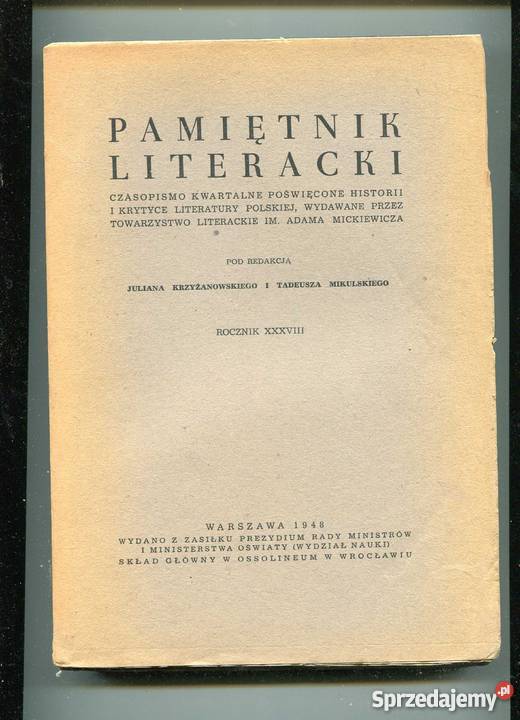 PAMIĘTNIK
LITERACKI
CZASOPISMO KWARTALNE POŚWIĘCONE HISTORII
I KRYTYCE LITERATURY POLSKIEJ, WYDAWANE PRZEZ
TOWARZYSTWO LITERACKIE IM. ADAMA MICKIEWICZA
POD REDAKCJĄ
JULIANA KRZYŻANOWSKIEGO I TADEUSZA MIKULSKIEGO
ROCZNIK XXXVIII
WARSZAWA 1948
WYDANO Z ZASIŁKU PREZYDIUM RADY MINISTRÓW
I MINISTERSTWA OŚWIATY (WYDZIAŁ NAUKI)
SKŁAD GŁÓWNY W OSSOLINEUM W WROCŁAWIU
Sprzedajemy.pl